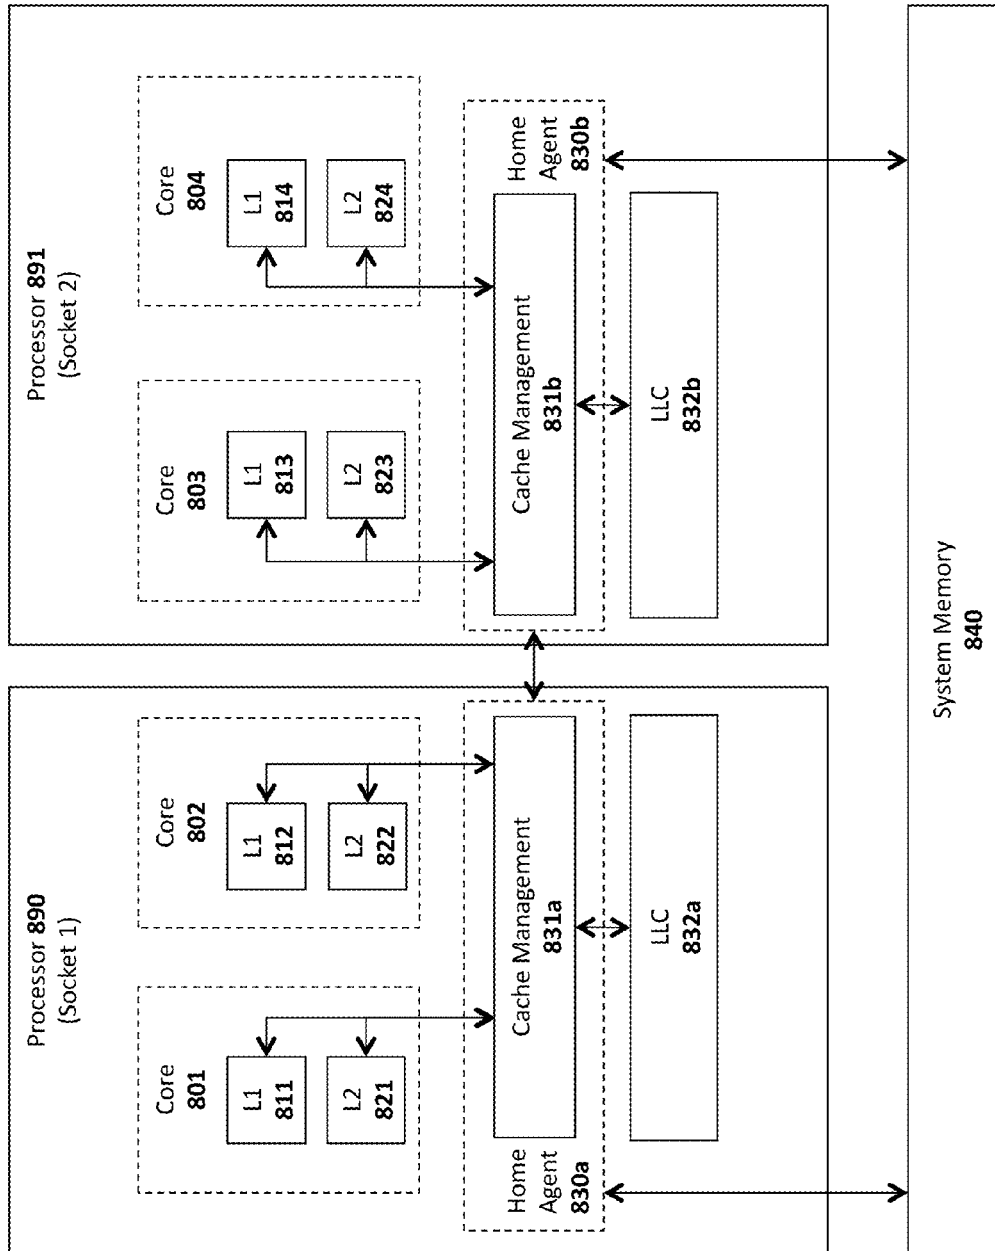 Processor 890
(Socket 1)
Core
801
L1
811
L2
821
Core
802
L1
812
L2
822
Home
Agent
830a
Cache Management
831a
LLC
832a
Processor 891
(Socket 2)
Core
803
L1
813
L2
823
Core
804
L1
814
L2
824
Cache Management
831b
Home
Agent
830b
LLC
832b
System Memory
840